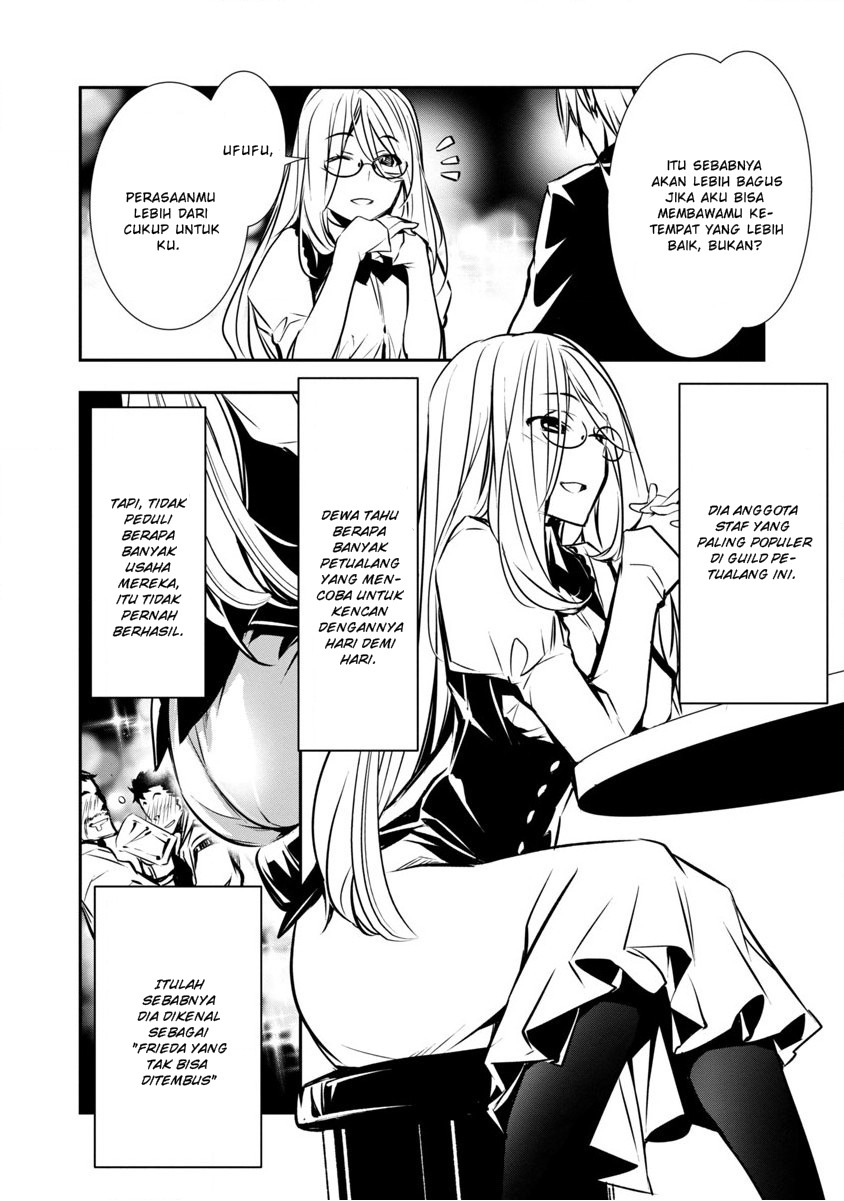 ITU SEBABNYA
AKAN LEBIH BAGUS
JIKA AKU BISA
MEMBAWAMU KE-
TEMPAT YANG LEBIH
BAIK, BUKAN?
UFUFU,
PERASAANMU
LEBIH DARI
CUKUP UNTUK
KU.
DIA ANGGOTA
STAF YANG
PALING POPULER
DI GUILD PE-
TUALANG INI.
DEWA TAHU
BERAPA
BANYAK
PETUALANG
YANG MEN-
COBA UNTUK
KENCAN
DENGANNYA
HARI DEMI
HARI.
TAPI, TIDAK
PEDULI
BERAPA
BANYAK
USAHA
MEREKA,
ITU TIDAK
PERNAH
BERHASIL.
ITULAH
SEBABNYA
DIA DIKENAL
SEBAGAI
"FRIEDA YANG
TAK BISA
DITEMBUS"